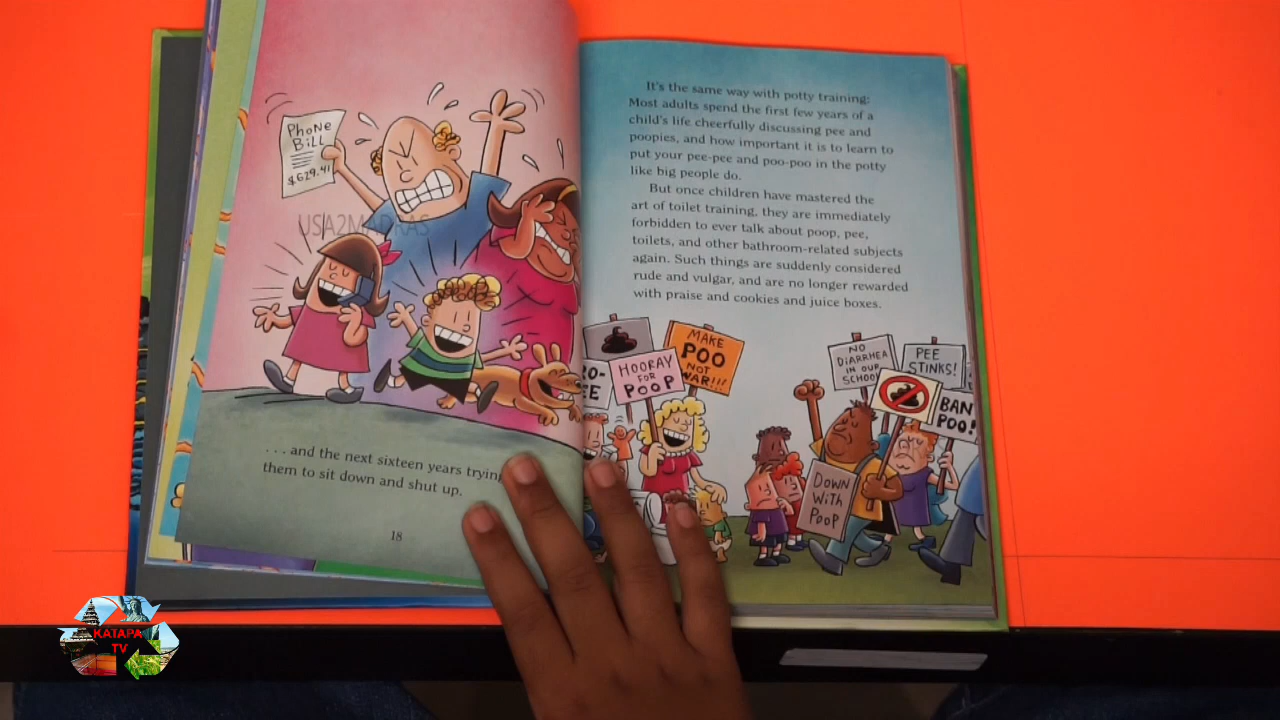 PHONE
BILL
$629.41
USA2MADRAS
. . . and the next sixteen years
them to sit down and shut up.
18
It's the same way with potty training:
Most adults spend the first few years of a
child's life cheerfully discussing pee and
poopies, and how important it is to learn to
put your pee-pee and poo-poo in the potty
like big people do.
But once children have mastered the
art of toilet training, they are immediately
forbidden to ever talk about poop, pee,
toilets, and other bathroom-related subjects
again. Such things are suddenly considered
rude and vulgar, and are no longer rewarded
with praise and cookies and juice boxes.
HOORAY
FOR
POOP
MAKE
POO
NOT
WAR!!!
NO
DIARRHEA
IN OUR
SCHOOL
PEE
STINKS!
BAN
POO!
DOWN
WITH
POOP
KATAPA
TV